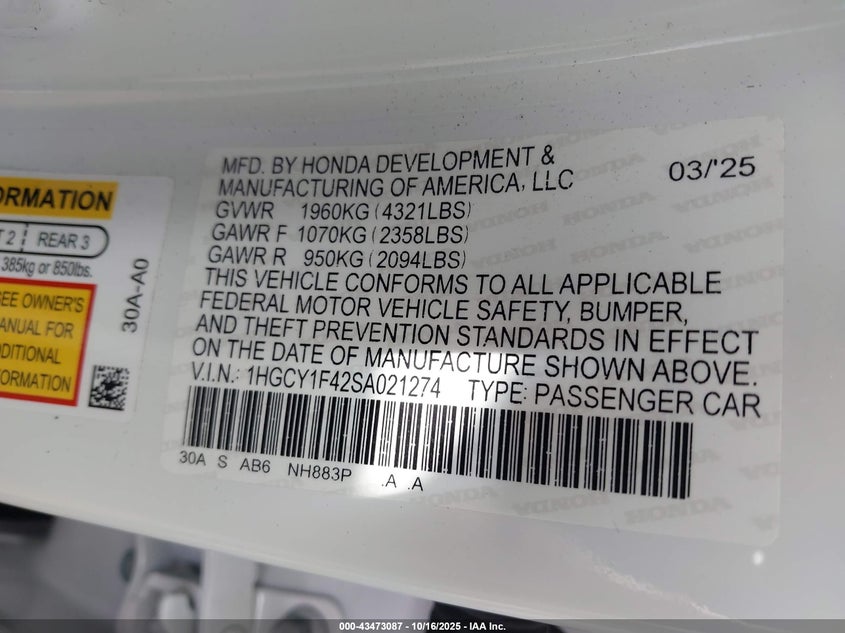 ORMATION
T 2 REAR 3
385kg or 850lbs.
SEE OWNER'S
ANUAL FOR
DDITIONAL
FORMATION
30A-A0
MFD. BY HONDA DEVELOPMENT &
MANUFACTURING OF AMERICA, LLC
03/'25
GVWR 1960KG (4321LBS)
GAWR F 1070KG (2358LBS)
GAWR R 950KG (2094LBS)
THIS VEHICLE CONFORMS TO ALL APPLICABLE
FEDERAL MOTOR VEHICLE SAFETY, BUMPER,
AND THEFT PREVENTION STANDARDS IN EFFECT
ON THE DATE OF MANUFACTURE SHOWN ABOVE.
V.I.N.: 1HGCY1F42SA021274 TYPE: PASSENGER CAR
30A S AB6 NH883P .A .A
000-43473087 - 10/16/2025 - IAA Inc.